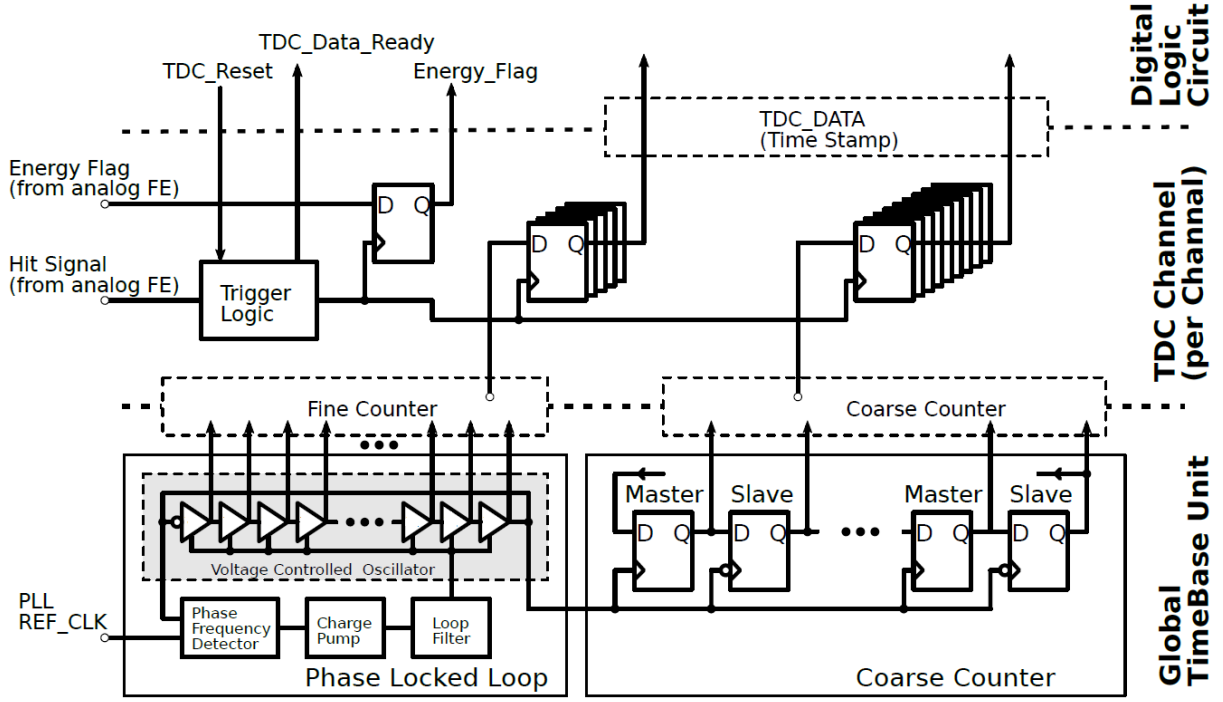 TDC_Data_Ready
TDC_Reset
Energy_Flag
Digital
Logic
Circuit
TDC_DATA
(Time Stamp)
Energy Flag
(from analog FE)
D Q
D Q
D Q
Hit Signal
(from analog FE)
Trigger
Logic
TDC Channel
(per Channal)
Fine Counter
Coarse Counter
Master
Slave
Master
Slave
D Q
D Q
D Q
D Q
Voltage Controlled Oscillator
PLL
REF_CLK
Phase
Frequency
Detector
Charge
Pump
Loop
Filter
Phase Locked Loop
Coarse Counter
Global
TimeBase Unit